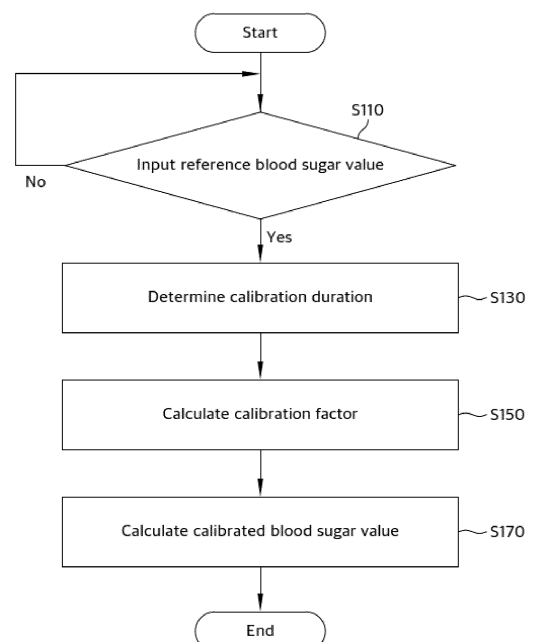 Start
S110
Input reference blood sugar value
No
Yes
Determine calibration duration
S130
Calculate calibration factor
S150
Calculate calibrated blood sugar value
S170
End